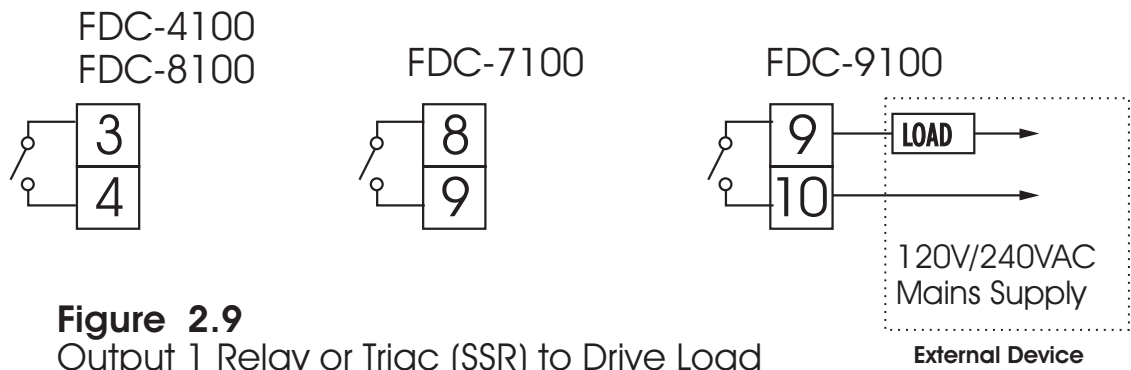 FDC-4100
FDC-8100
FDC-7100
FDC-9100
3
4
8
9
9
10
LOAD
120V/240VAC
Mains Supply
Figure 2.9
Output 1 Relay or Triac (SSR) to Drive Load
External Device